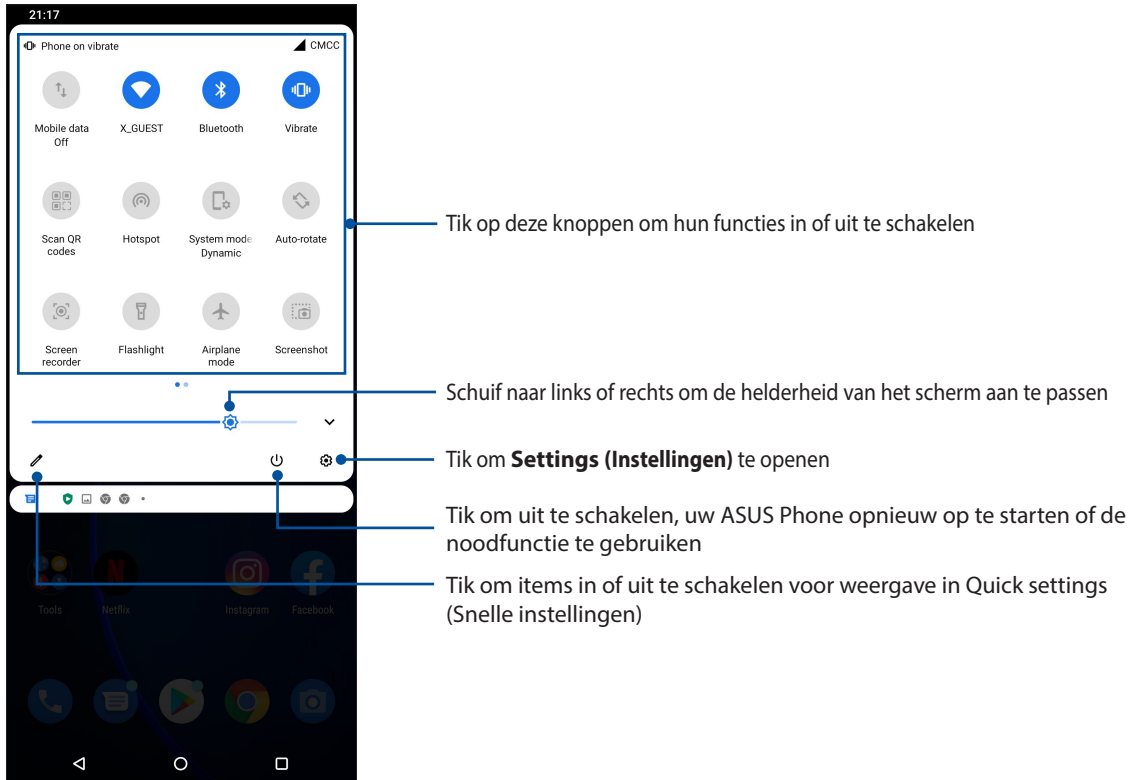 21:17
Phone on vibrate
CMCC
Mobile data
Off
X_GUEST
Bluetooth
Vibrate
Scan QR
codes
Hotspot
System mode
Dynamic
Auto-rotate
Screen
recorder
Flashlight
Airplane
mode
Screenshot
Tools
Netflix
Instagram
Facebook
Tik op deze knoppen om hun functies in of uit te schakelen
Schuif naar links of rechts om de helderheid van het scherm aan te passen
Tik om Settings (Instellingen) te openen
Tik om uit te schakelen, uw ASUS Phone opnieuw op te starten of de
noodfunctie te gebruiken
Tik om items in of uit te schakelen voor weergave in Quick settings
(Snelle instellingen)